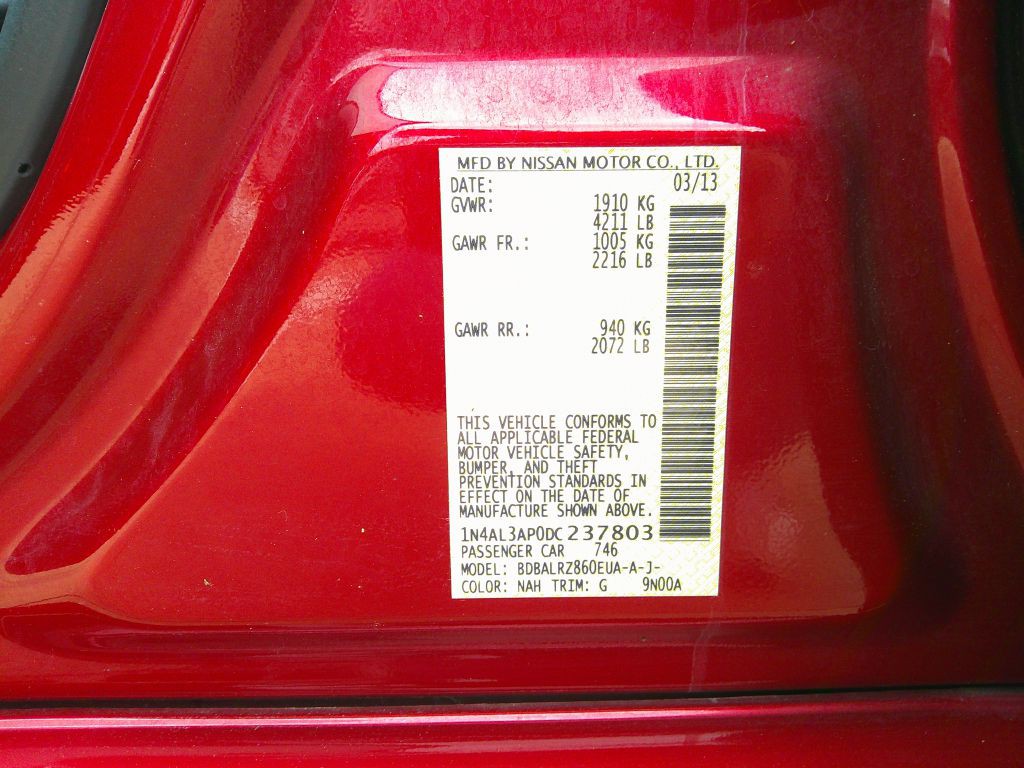 MFD BY NISSAN MOTOR CO., LTD.
DATE: 03/13
GVWR: 1910 KG
4211 LB
GAWR FR.: 1005 KG
2216 LB
GAWR RR.: 940 KG
2072 LB
THIS VEHICLE CONFORMS TO
ALL APPLICABLE FEDERAL
MOTOR VEHICLE SAFETY,
BUMPER, AND THEFT
PREVENTION STANDARDS IN
EFFECT ON THE DATE OF
MANUFACTURE SHOWN ABOVE.
1N4AL3AP0DC237803
PASSENGER CAR 746
MODEL: BDBALRZ860EUA-A-J-
COLOR: NAH TRIM: G 9N00A